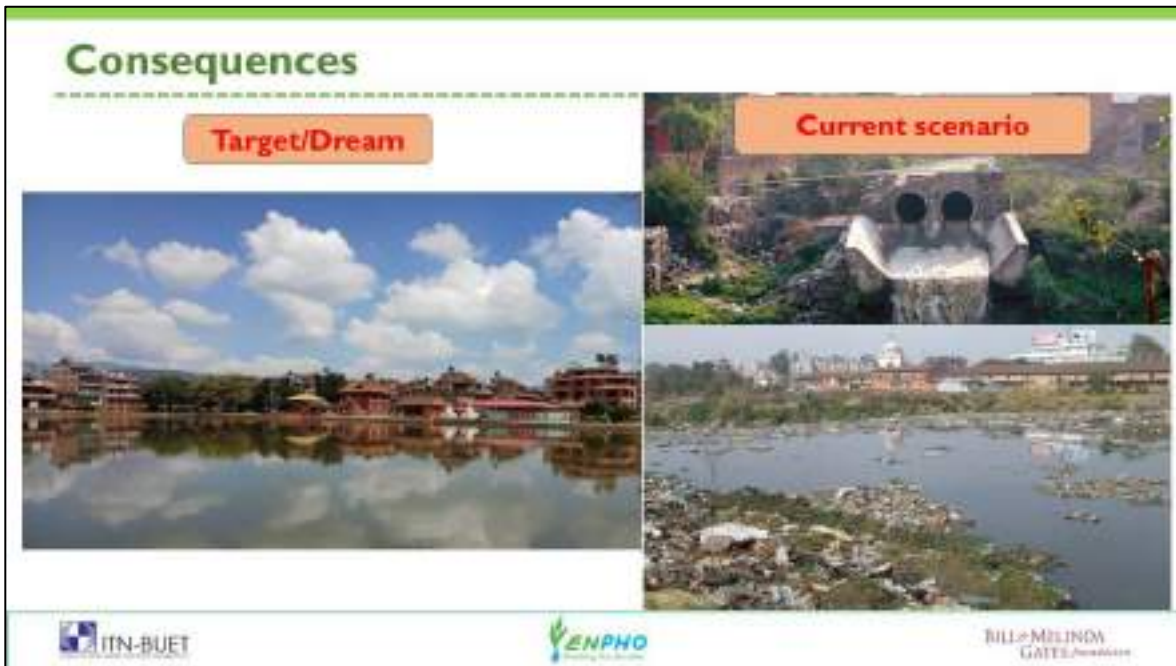 Consequences
Target/Dream
Current scenario
ITN-BUET
ENPHO
BILL & MELINDA
GATES foundation